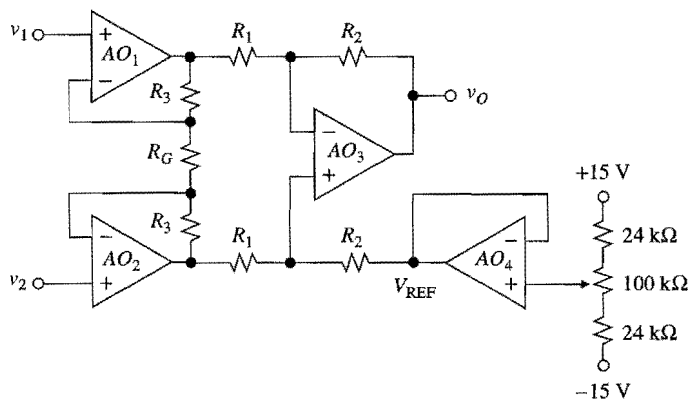 v1
+
AO1
−
R1
R2
R3
vO
RG
−
AO3
+
R3
−
AO2
+
v2
R1
R2
VREF
−
AO4
+
+15 V
24 kΩ
100 kΩ
24 kΩ
−15 V